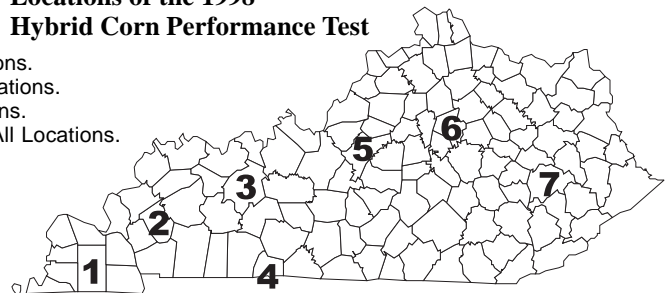 Locations of the 1998
Hybrid Corn Performance Test
ons.
ations.
ns.
All Locations.
6
5
3
7
2
1
4